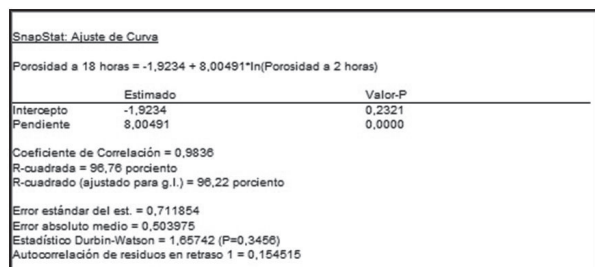 SnapStat: Ajuste de Curva
Porosidad a 18 horas = -1,9234 + 8,00491*ln(Porosidad a 2 horas)
Estimado Valor-P
Intercepto -1,9234 0,2321
Pendiente 8,00491 0,0000
Coeficiente de Correlación = 0,9836
R-cuadrada = 96,76 porciento
R-cuadrado (ajustado para g.l.) = 96,22 porciento
Error estándar del est. = 0,711854
Error absoluto medio = 0,503975
Estadístico Durbin-Watson = 1,65742 (P=0,3456)
Autocorrelación de residuos en retraso 1 = 0,154515